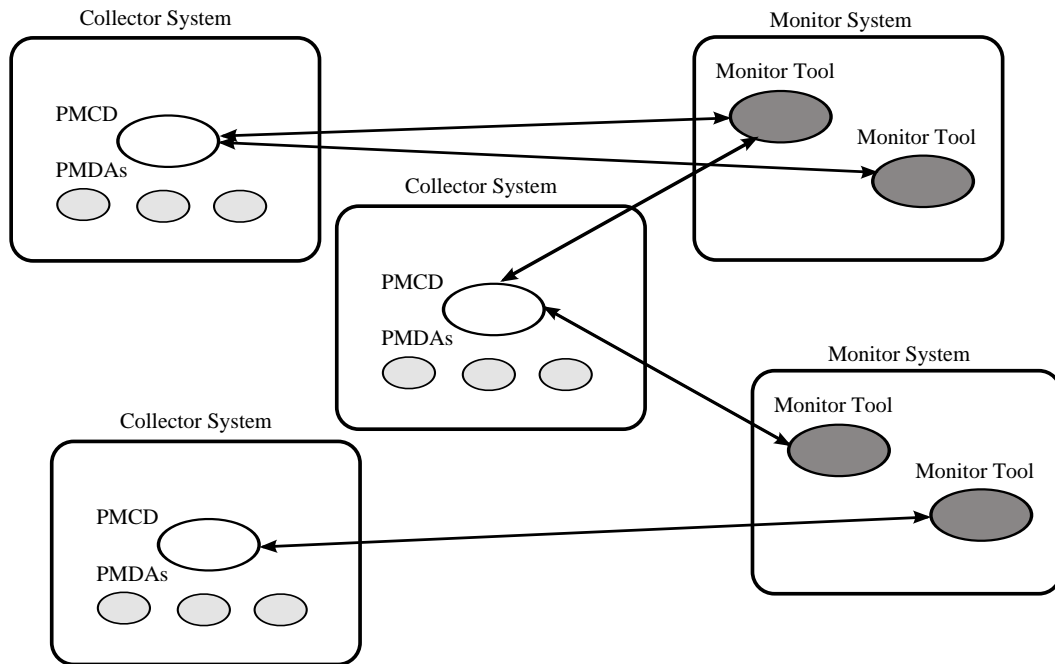 Collector System
Monitor System
Monitor Tool
PMCD
Monitor Tool
PMDAs
Collector System
PMCD
PMDAs
Monitor System
Monitor Tool
Collector System
Monitor Tool
PMCD
PMDAs